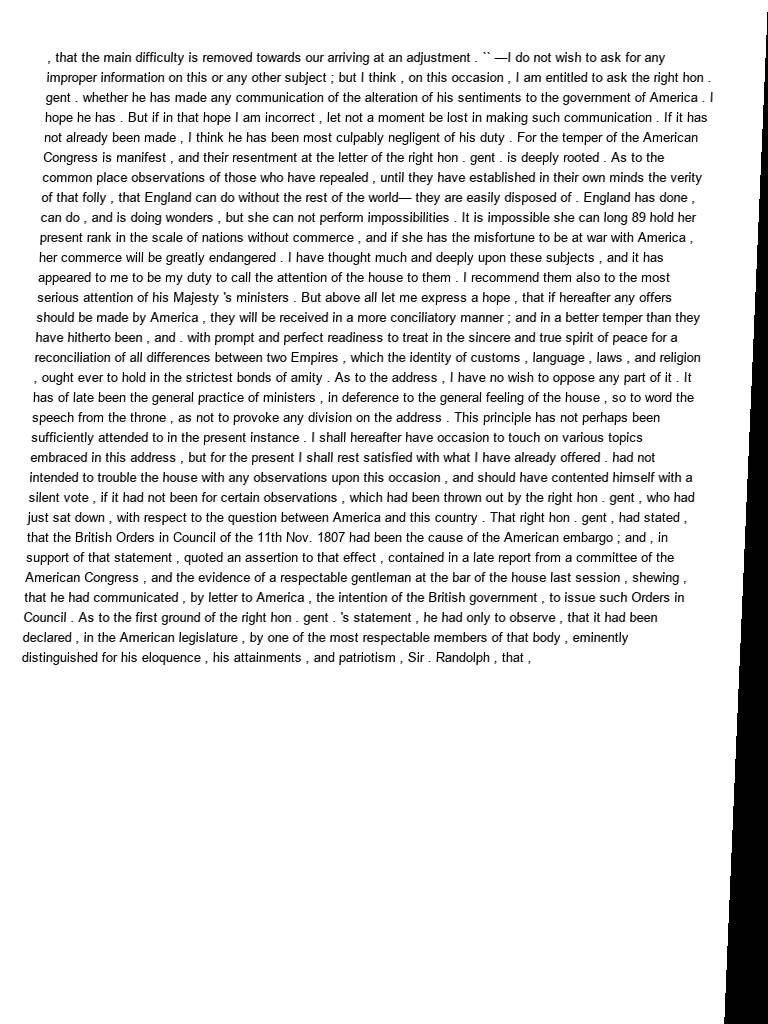 , that the main difficulty is removed towards our arriving at an adjustment . `` —I do not wish to ask for any
improper information on this or any other subject ; but I think , on this occasion , I am entitled to ask the right hon .
gent . whether he has made any communication of the alteration of his sentiments to the government of America . I
hope he has . But if in that hope I am incorrect , let not a moment be lost in making such communication . If it has
not already been made , I think he has been most culpably negligent of his duty . For the temper of the American
Congress is manifest , and their resentment at the letter of the right hon . gent . is deeply rooted . As to the
common place observations of those who have repealed , until they have established in their own minds the verity
of that folly , that England can do without the rest of the world— they are easily disposed of . England has done ,
can do , and is doing wonders , but she can not perform impossibilities . It is impossible she can long 89 hold her
present rank in the scale of nations without commerce , and if she has the misfortune to be at war with America ,
her commerce will be greatly endangered . I have thought much and deeply upon these subjects , and it has
appeared to me to be my duty to call the attention of the house to them . I recommend them also to the most
serious attention of his Majesty 's ministers . But above all let me express a hope , that if hereafter any offers
should be made by America , they will be received in a more conciliatory manner ; and in a better temper than they
have hitherto been , and . with prompt and perfect readiness to treat in the sincere and true spirit of peace for a
reconciliation of all differences between two Empires , which the identity of customs , language , laws , and religion
, ought ever to hold in the strictest bonds of amity . As to the address , I have no wish to oppose any part of it . It
has of late been the general practice of ministers , in deference to the general feeling of the house , so to word the
speech from the throne , as not to provoke any division on the address . This principle has not perhaps been
sufficiently attended to in the present instance . I shall hereafter have occasion to touch on various topics
embraced in this address , but for the present I shall rest satisfied with what I have already offered . had not
intended to trouble the house with any observations upon this occasion , and should have contented himself with a
silent vote , if it had not been for certain observations , which had been thrown out by the right hon . gent , who had
just sat down , with respect to the question between America and this country . That right hon . gent , had stated ,
that the British Orders in Council of the 11th Nov. 1807 had been the cause of the American embargo ; and , in
support of that statement , quoted an assertion to that effect , contained in a late report from a committee of the
American Congress , and the evidence of a respectable gentleman at the bar of the house last session , shewing ,
that he had communicated , by letter to America , the intention of the British government , to issue such Orders in
Council . As to the first ground of the right hon . gent . 's statement , he had only to observe , that it had been
declared , in the American legislature , by one of the most respectable members of that body , eminently
distinguished for his eloquence , his attainments , and patriotism , Sir . Randolph , that ,